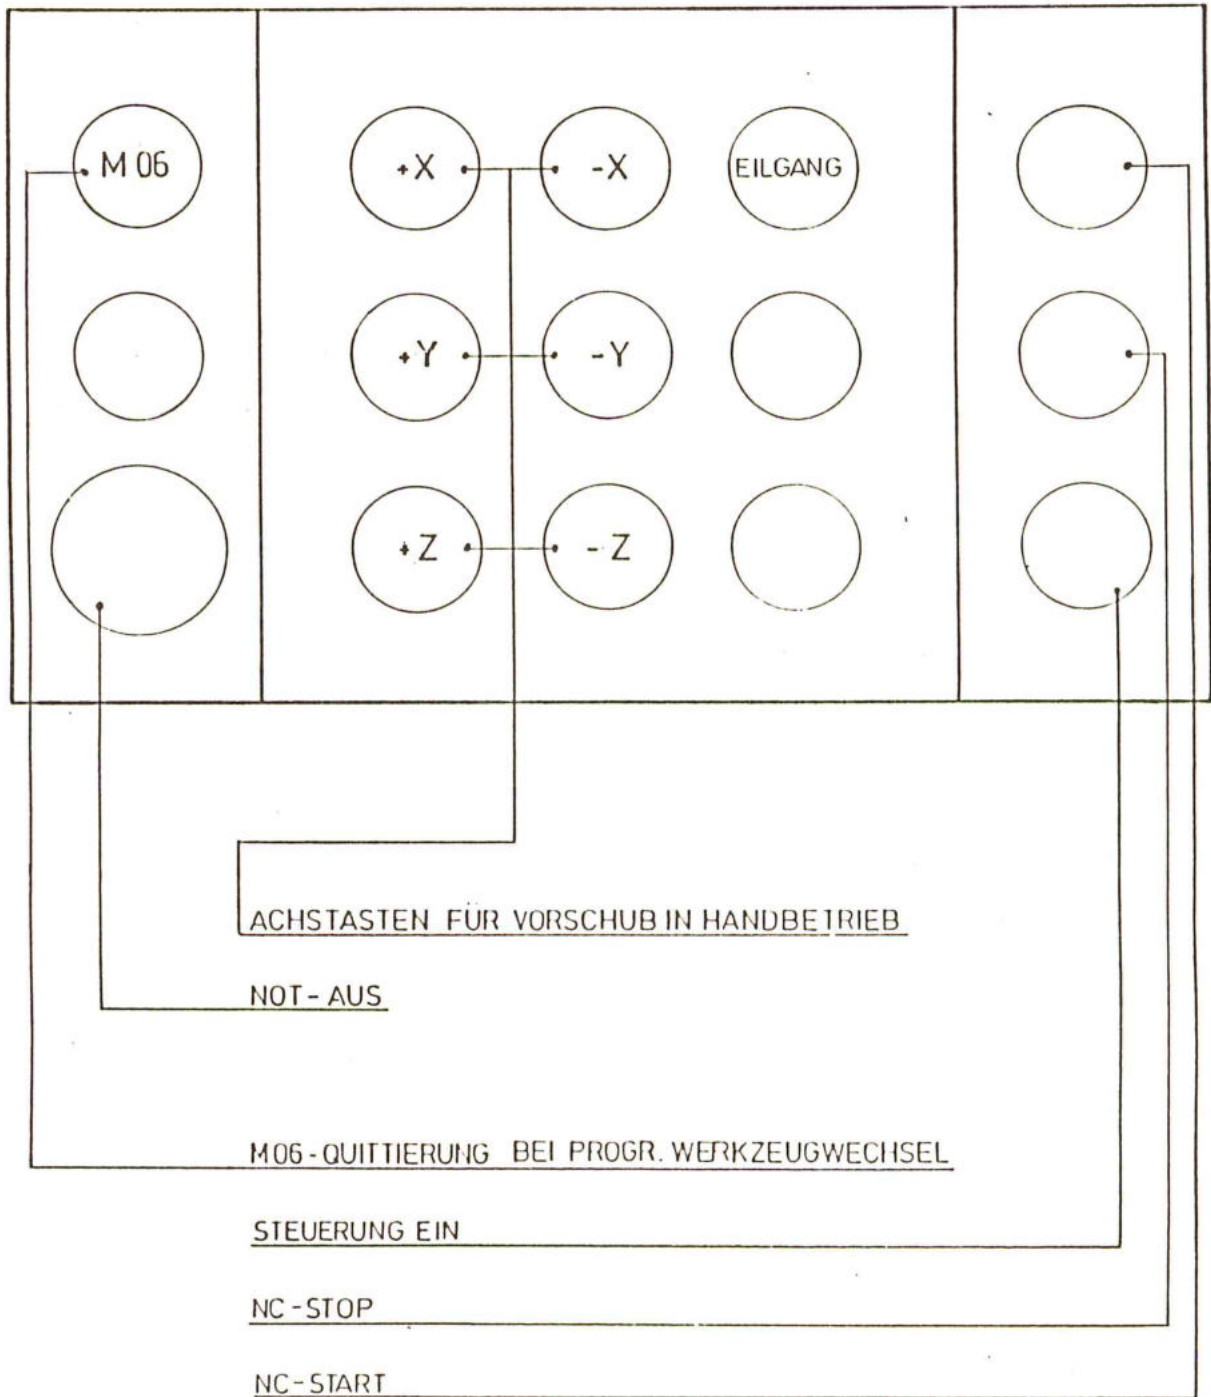 M 06 +X -X EILGANG
+Y -Y
+Z -Z
ACHSTASTEN FÜR VORSCHUB IN HANDBETRIEB
NOT-AUS
M06-QUITTIERUNG BEI PROGR. WERKZEUGWECHSEL
STEUERUNG EIN
NC-STOP
NC-START